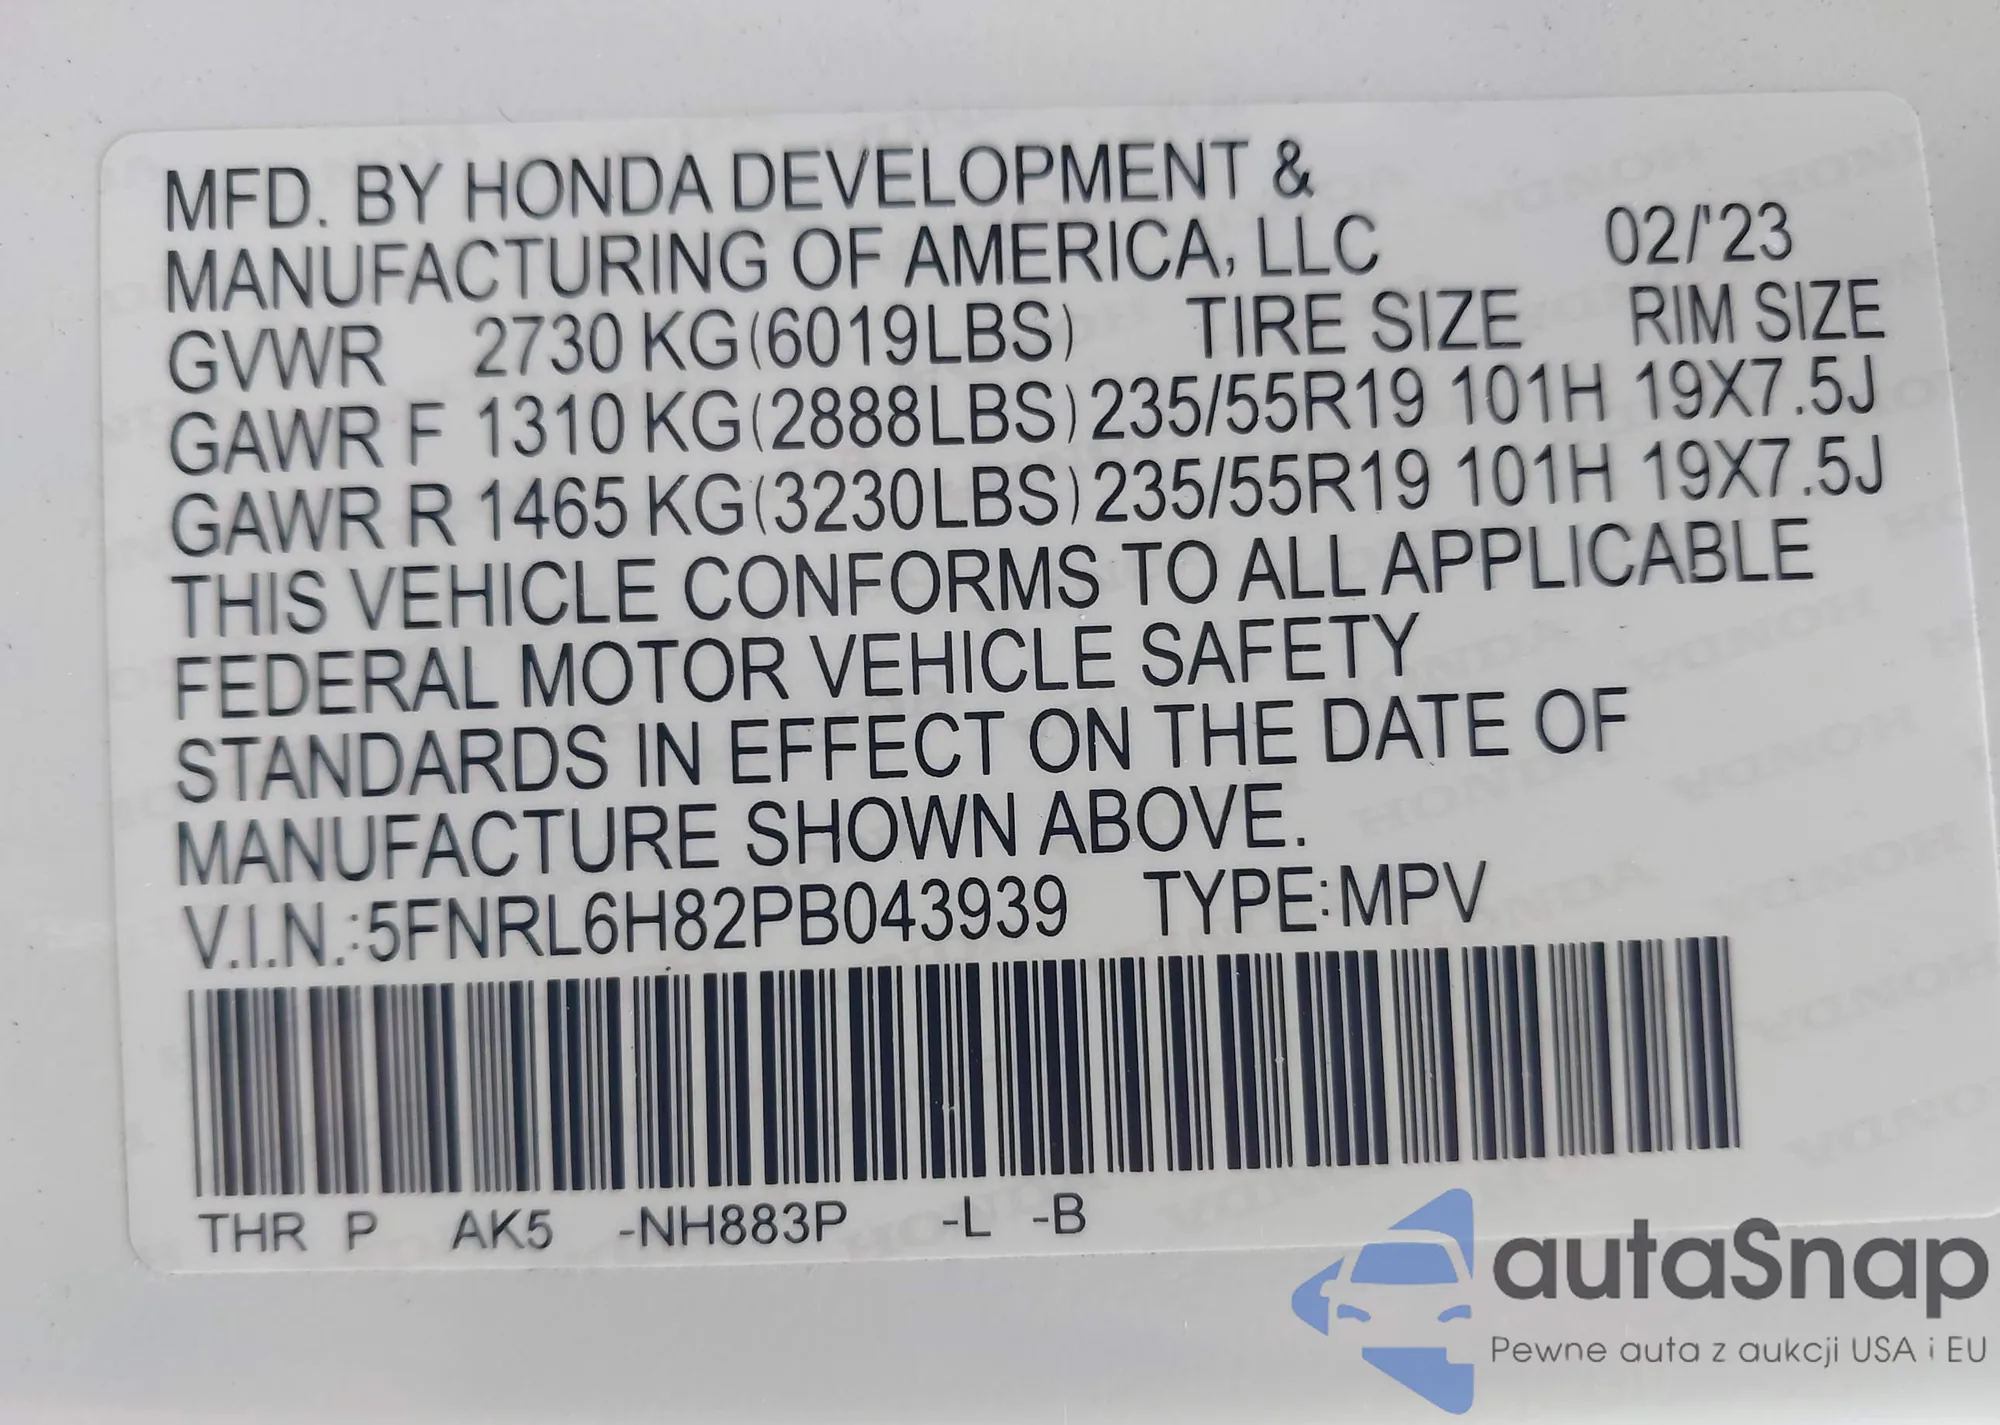 MFD. BY HONDA DEVELOPMENT &
MANUFACTURING OF AMERICA, LLC 02/'23
GVWR 2730 KG(6019LBS) TIRE SIZE RIM SIZE
GAWR F 1310 KG(2888LBS) 235/55R19 101H 19X7.5J
GAWR R 1465 KG(3230LBS) 235/55R19 101H 19X7.5J
THIS VEHICLE CONFORMS TO ALL APPLICABLE
FEDERAL MOTOR VEHICLE SAFETY
STANDARDS IN EFFECT ON THE DATE OF
MANUFACTURE SHOWN ABOVE.
V.I.N.:5FNRL6H82PB043939 TYPE:MPV
THR P AK5 -NH883P -L -B
autaSnap
Pewne auta z aukcji USA i EU